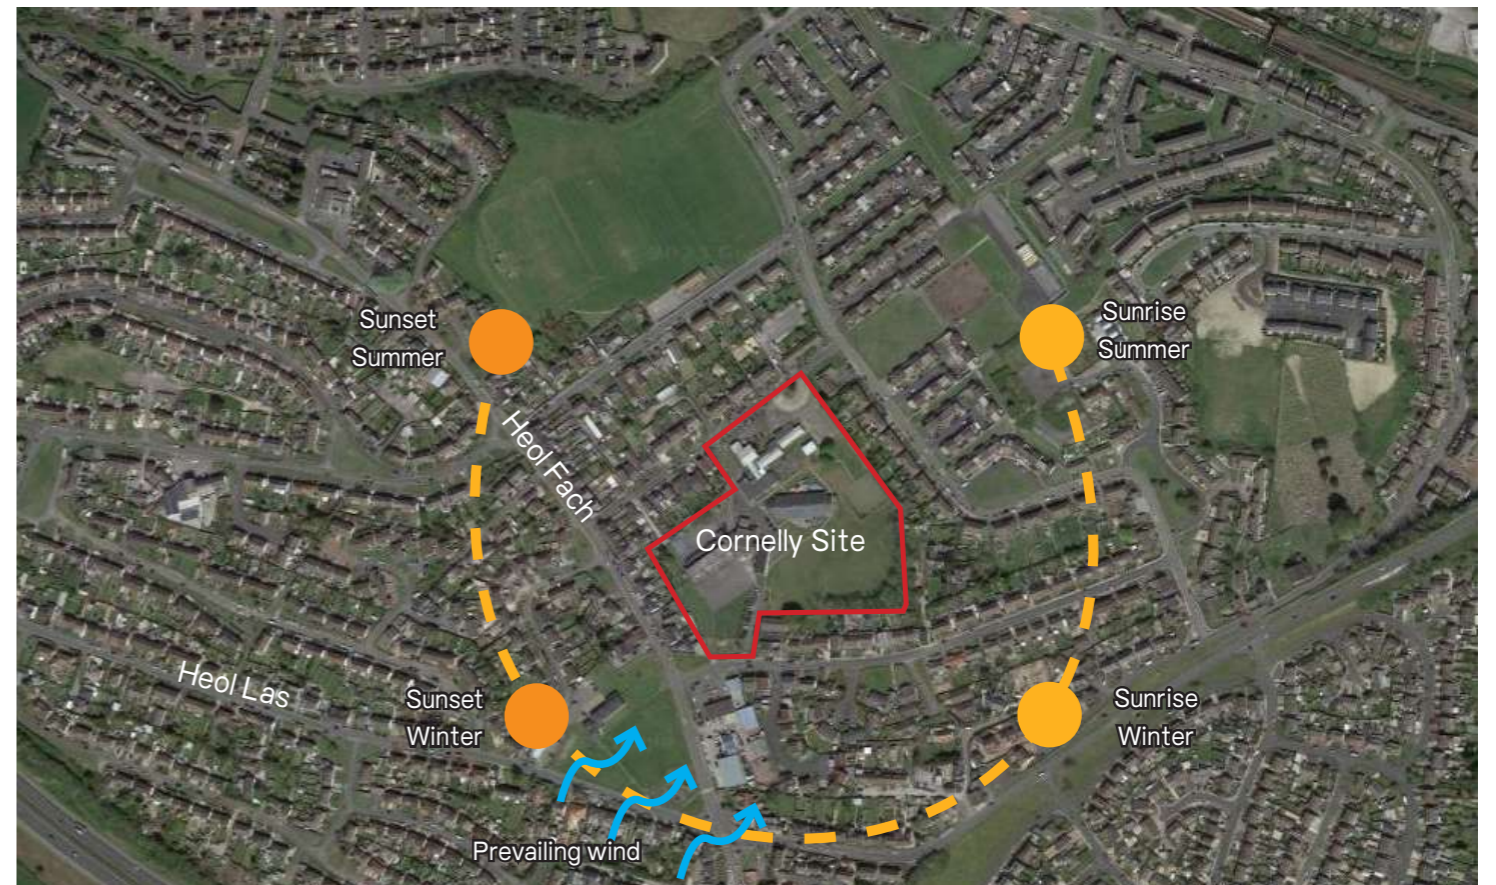 Sunset
Summer
Sunrise
Summer
Heol Fach
Cornelly Site
Heol Las
Sunset
Winter
Sunrise
Winter
Prevailing wind